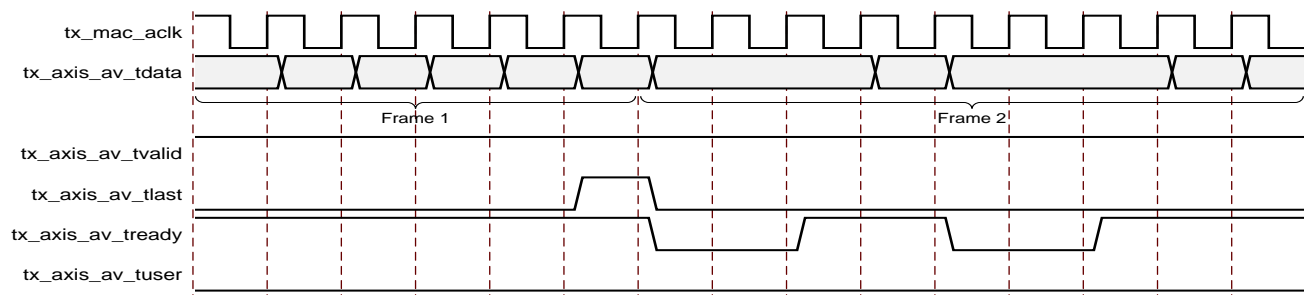 tx_mac_aclk
tx_axis_av_tdata
Frame 1 Frame 2
tx_axis_av_tvalid
tx_axis_av_tlast
tx_axis_av_tready
tx_axis_av_tuser